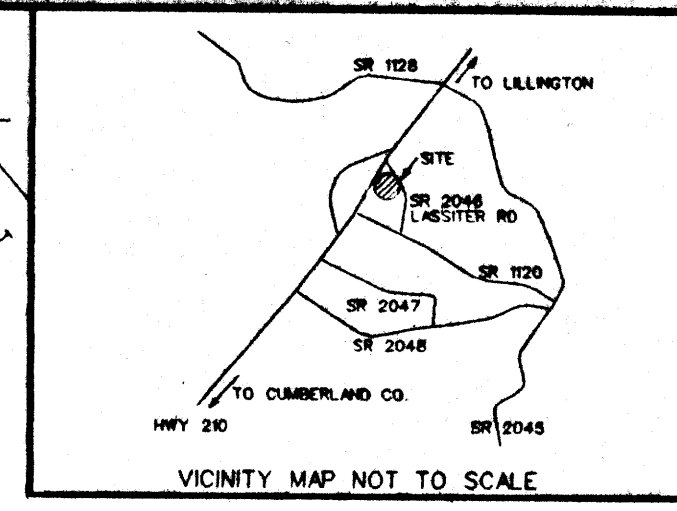 SR 1128
TO LILLINGTON
SITE
SR 2046
LASSITER RD
SR 1120
SR 2047
SR 2048
TO CUMBERLAND CO.
HWY 210
SR 2045
VICINITY MAP NOT TO SCALE